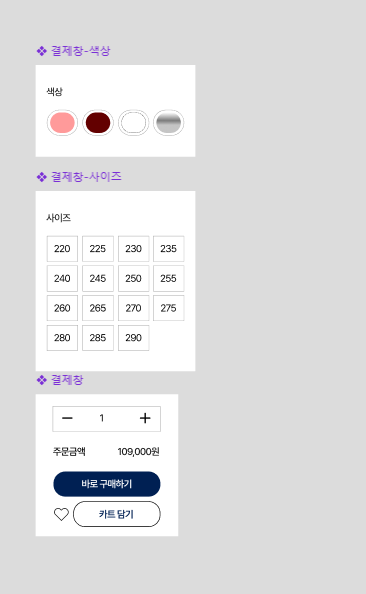 결제창-색상
색상
결제창-사이즈
사이즈
220 225 230 235
240 245 250 255
260 265 270 275
280 285 290
결제창
1
주문금액 109,000원
바로 구매하기
카트 담기